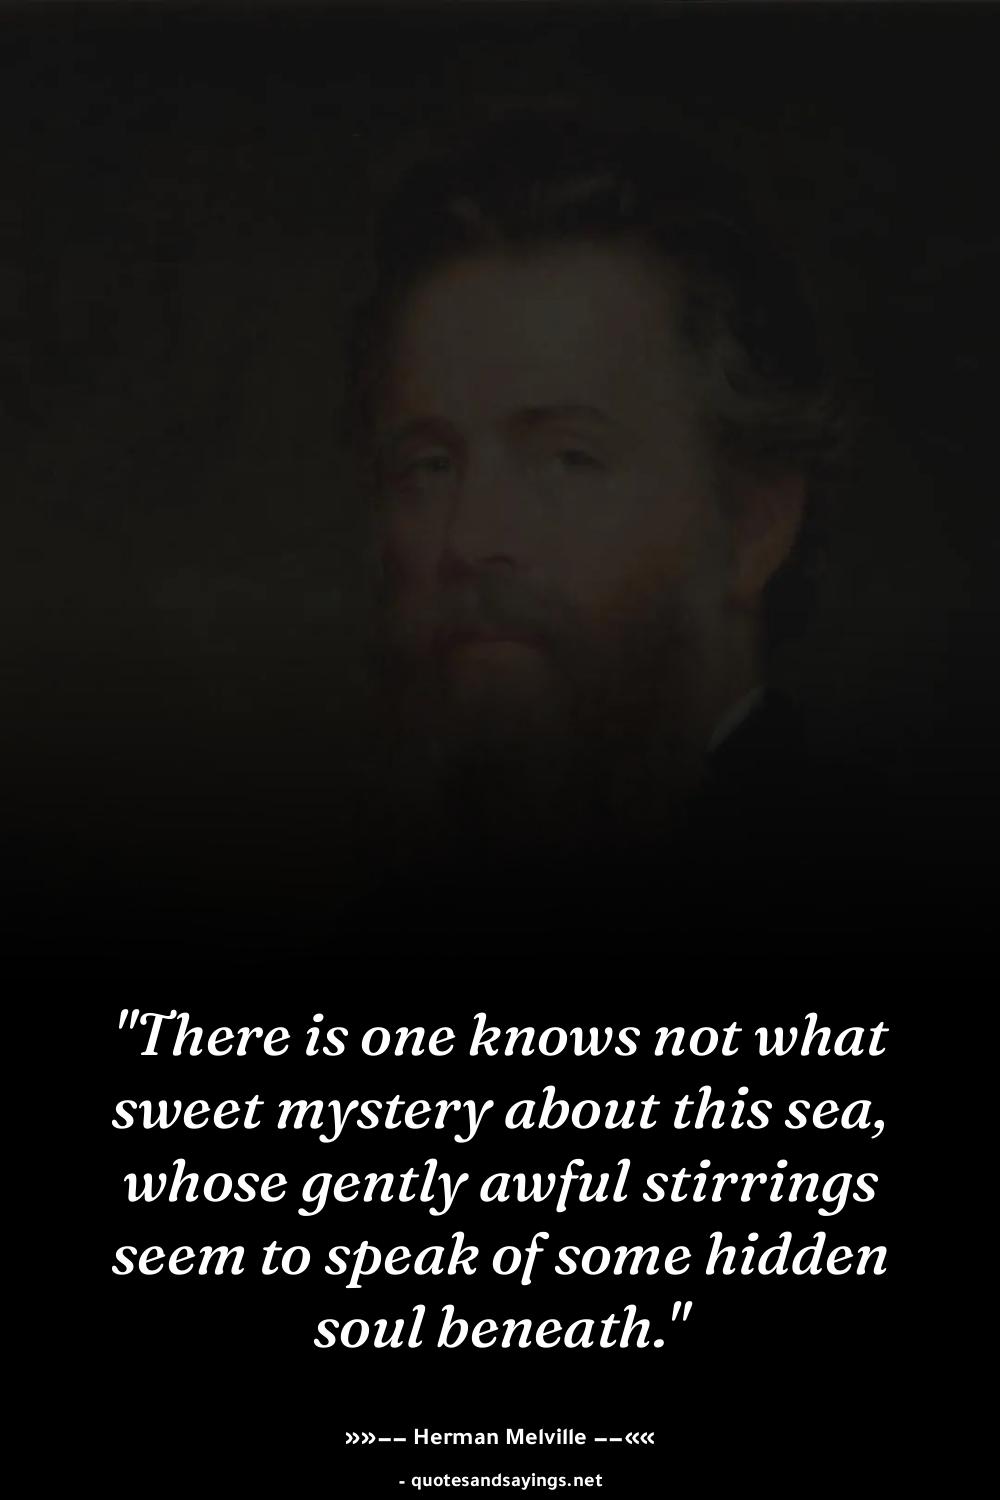 "There is one knows not what
sweet mystery about this sea,
whose gently awful stirrings
seem to speak of some hidden
soul beneath."
»»−− Herman Melville −−««
- quotesandsayings.net